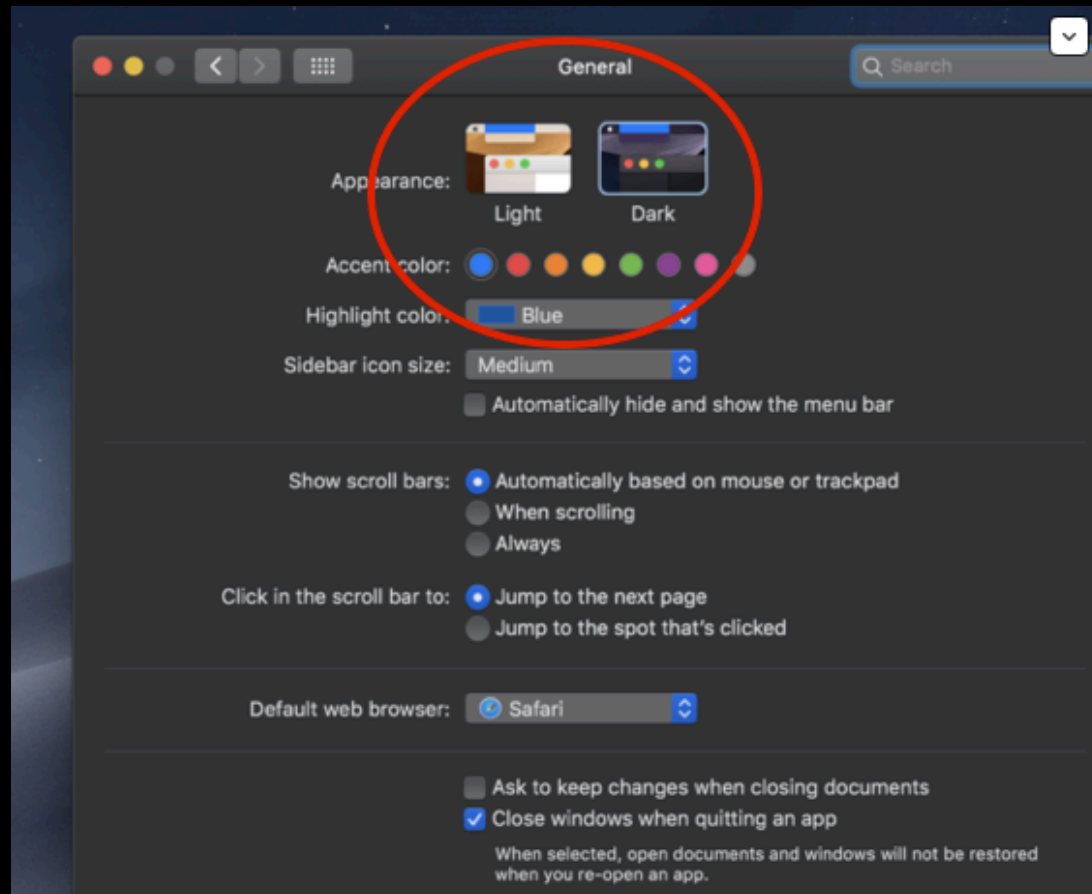 General
Search
Appearance:
Light Dark
Accent color:
Highlight color: Blue
Sidebar icon size: Medium
Automatically hide and show the menu bar
Show scroll bars: Automatically based on mouse or trackpad
When scrolling
Always
Click in the scroll bar to: Jump to the next page
Jump to the spot that's clicked
Default web browser: Safari
Ask to keep changes when closing documents
Close windows when quitting an app
When selected, open documents and windows will not be restored
when you re-open an app.